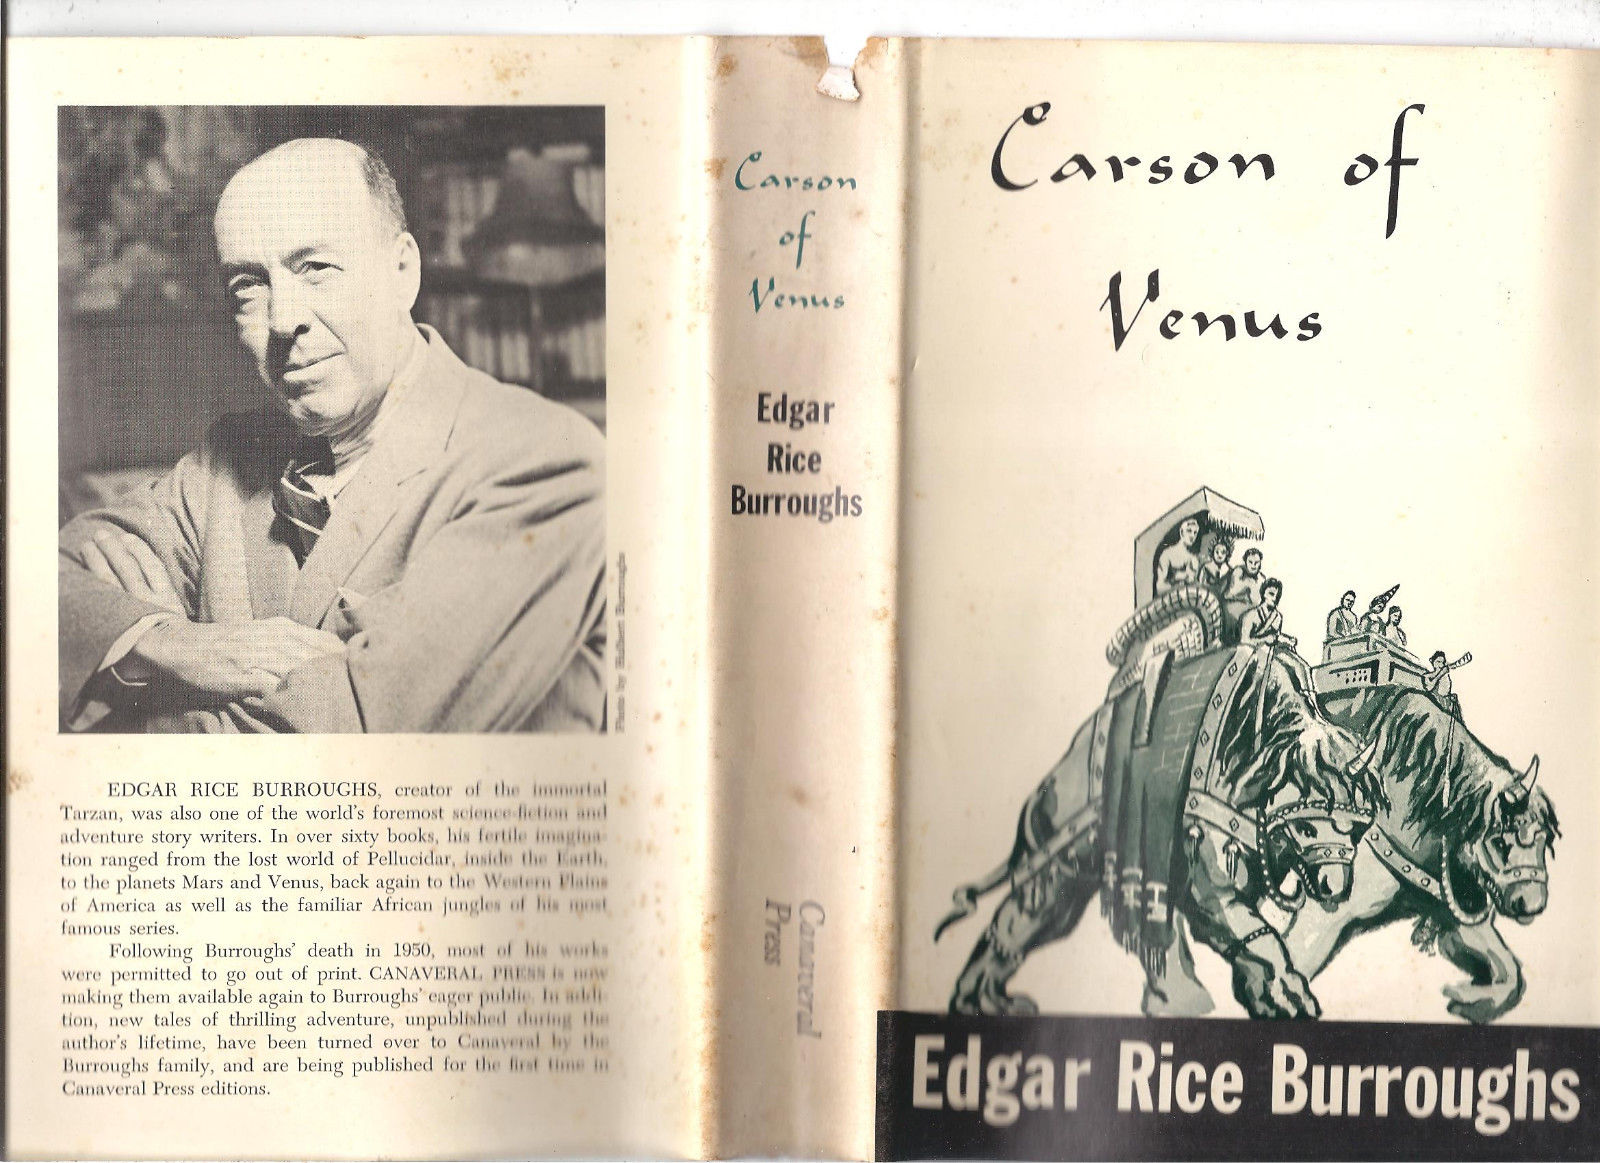 Photo by Hulbert Burroughs
EDGAR RICE BURROUGHS, creator of the immortal
Tarzan, was also one of the world's foremost science-fiction and
adventure story writers. In over sixty books, his fertile imagina-
tion ranged from the lost world of Pellucidar, inside the Earth,
to the planets Mars and Venus, back again to the Western Plains
of America as well as the familiar African jungles of his most
famous series.
Following Burroughs' death in 1950, most of his works
were permitted to go out of print. CANAVERAL PRESS is now
making them available again to Burroughs' eager public. In addi-
tion, new tales of thrilling adventure, unpublished during the
author's lifetime, have been turned over to Canaveral by the
Burroughs family, and are being published for the first time in
Canaveral Press editions.
Carson
of
Venus
Edgar
Rice
Burroughs
Canaveral
Press
Carson of
Venus
Edgar Rice Burroughs